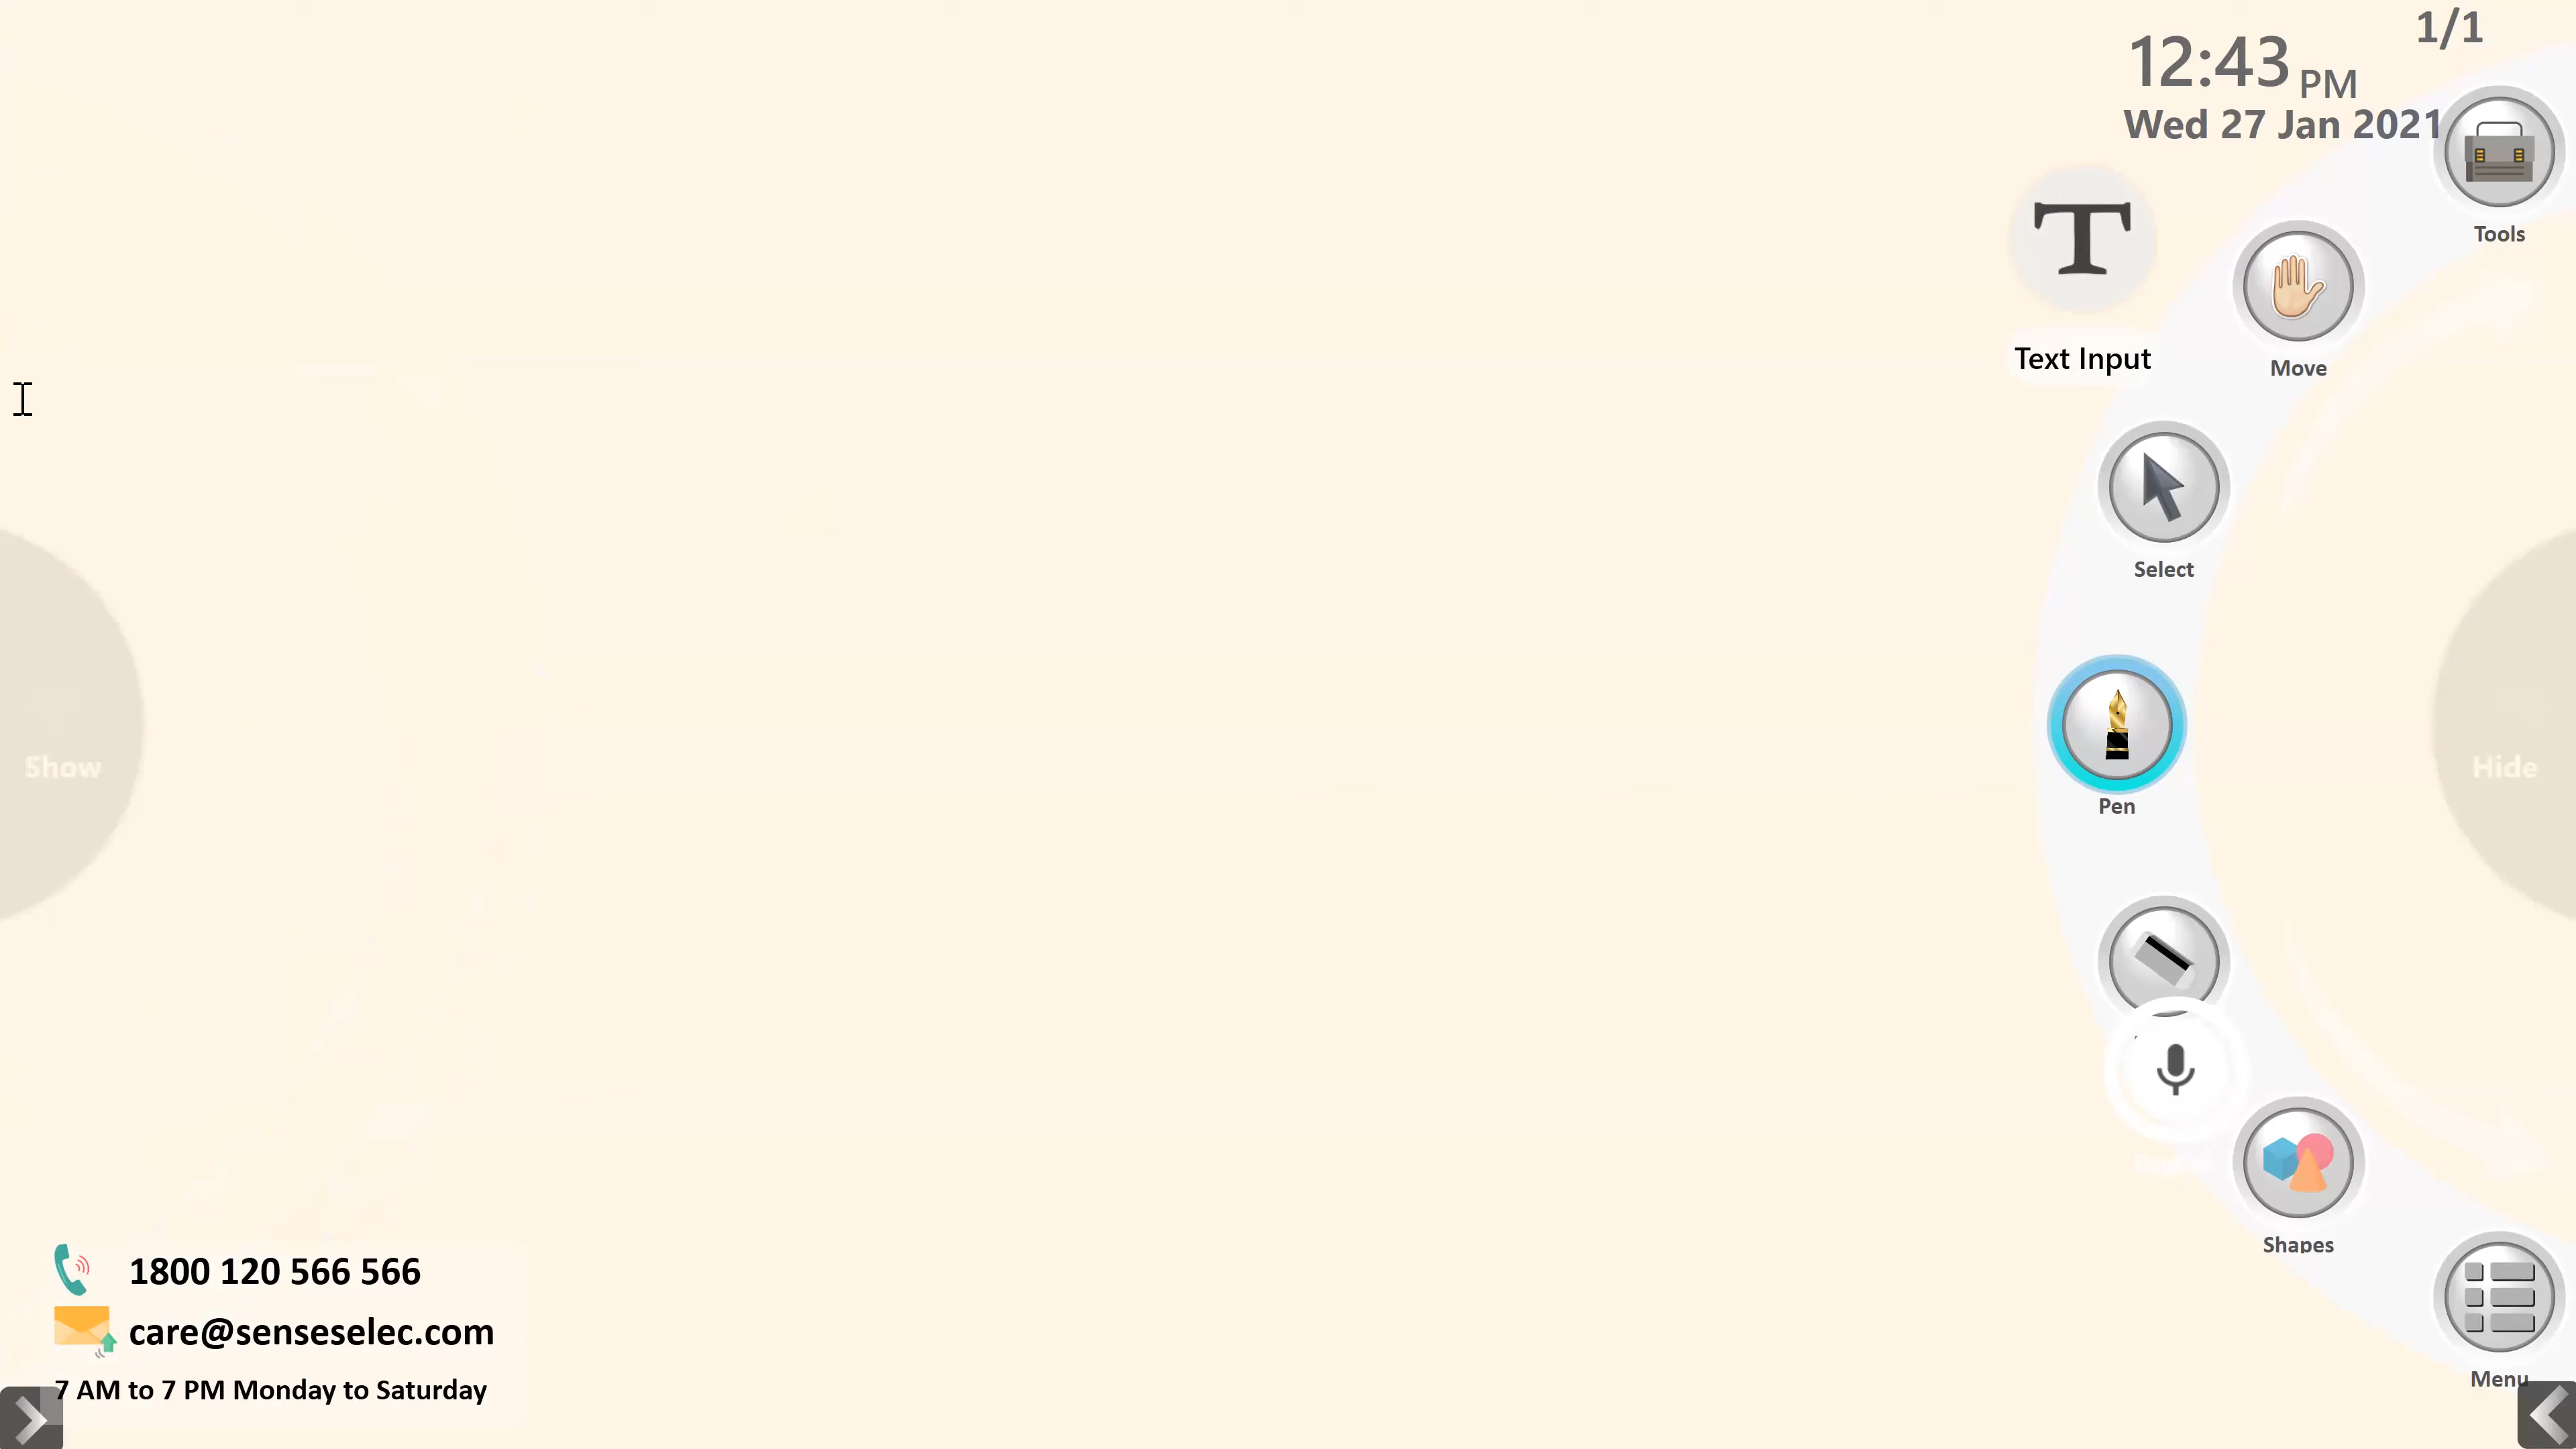 1/1
12:43 PM
Wed 27 Jan 2021
Tools
T
Text Input
Move
Select
Show
Hide
Pen
Shapes
1800 120 566 566
care@senseselec.com
7 AM to 7 PM Monday to Saturday
Menu